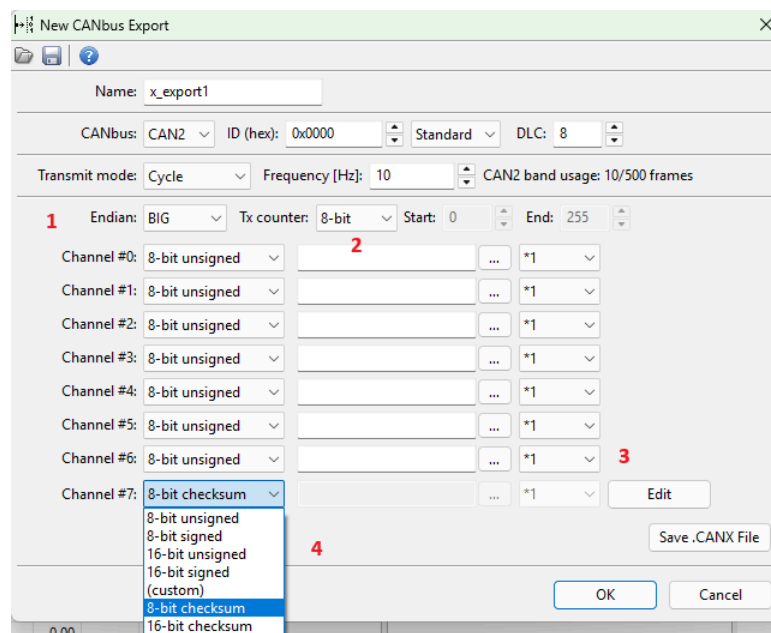 New CANbus Export
Name: x_export1
CANbus: CAN2 ID (hex): 0x0000 Standard DLC: 8
Transmit mode: Cycle Frequency [Hz]: 10 CAN2 band usage: 10/500 frames
1 Endian: BIG Tx counter: 8-bit Start: 0 End: 255
2
Channel #0: 8-bit unsigned ... *1
Channel #1: 8-bit unsigned ... *1
Channel #2: 8-bit unsigned ... *1
Channel #3: 8-bit unsigned ... *1
Channel #4: 8-bit unsigned ... *1
Channel #5: 8-bit unsigned ... *1
Channel #6: 8-bit unsigned ... *1 3
Channel #7: 8-bit checksum ... *1 Edit
8-bit unsigned
8-bit signed Save .CANX File
16-bit unsigned 4
16-bit signed
(custom)
8-bit checksum OK Cancel
16-bit checksum
0.00